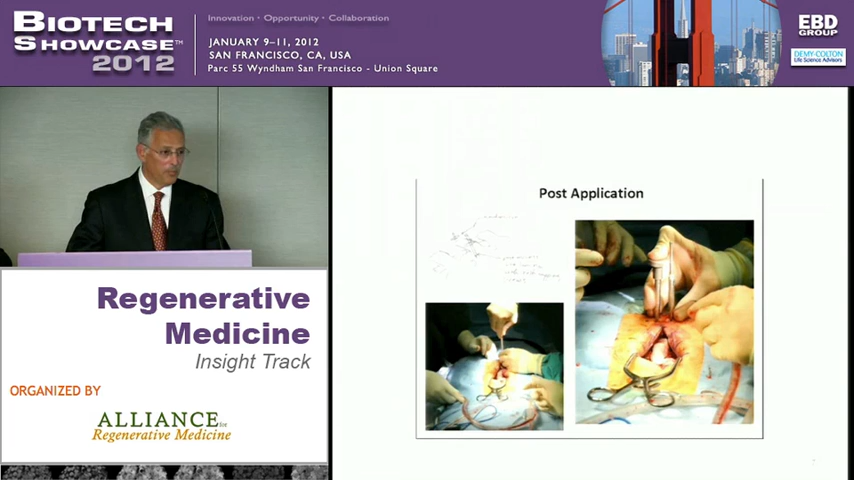 BIOTECH
SHOWCASE™
2012
Innovation • Opportunity • Collaboration
JANUARY 9–11, 2012
SAN FRANCISCO, CA, USA
Parc 55 Wyndham San Francisco - Union Square
EBD
GROUP
DEMY-COLTON
Life Science Advisors
Post Application
Regenerative
Medicine
Insight Track
ORGANIZED BY
ALLIANCE for
Regenerative Medicine